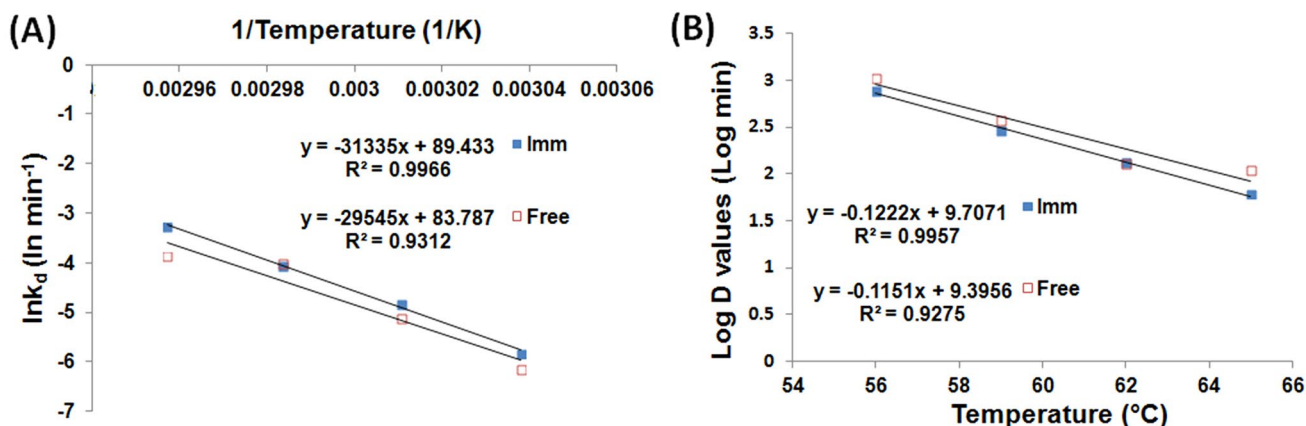 (A)
1/Temperature (1/K)
0
0.00296 0.00298 0.003 0.00302 0.00304 0.00306
-1
-2
-3
-4
-5
-6
-7
lnk_d (ln min⁻¹)
y = -31335x + 89.433
R² = 0.9966
Imm
y = -29545x + 83.787
R² = 0.9312
Free
(B)
3.5
3
2.5
2
1.5
1
0.5
0
Log D values (Log min)
y = -0.1222x + 9.7071
R² = 0.9957
Imm
y = -0.1151x + 9.3956
R² = 0.9275
Free
54 56 58 60 62 64 66
Temperature (°C)